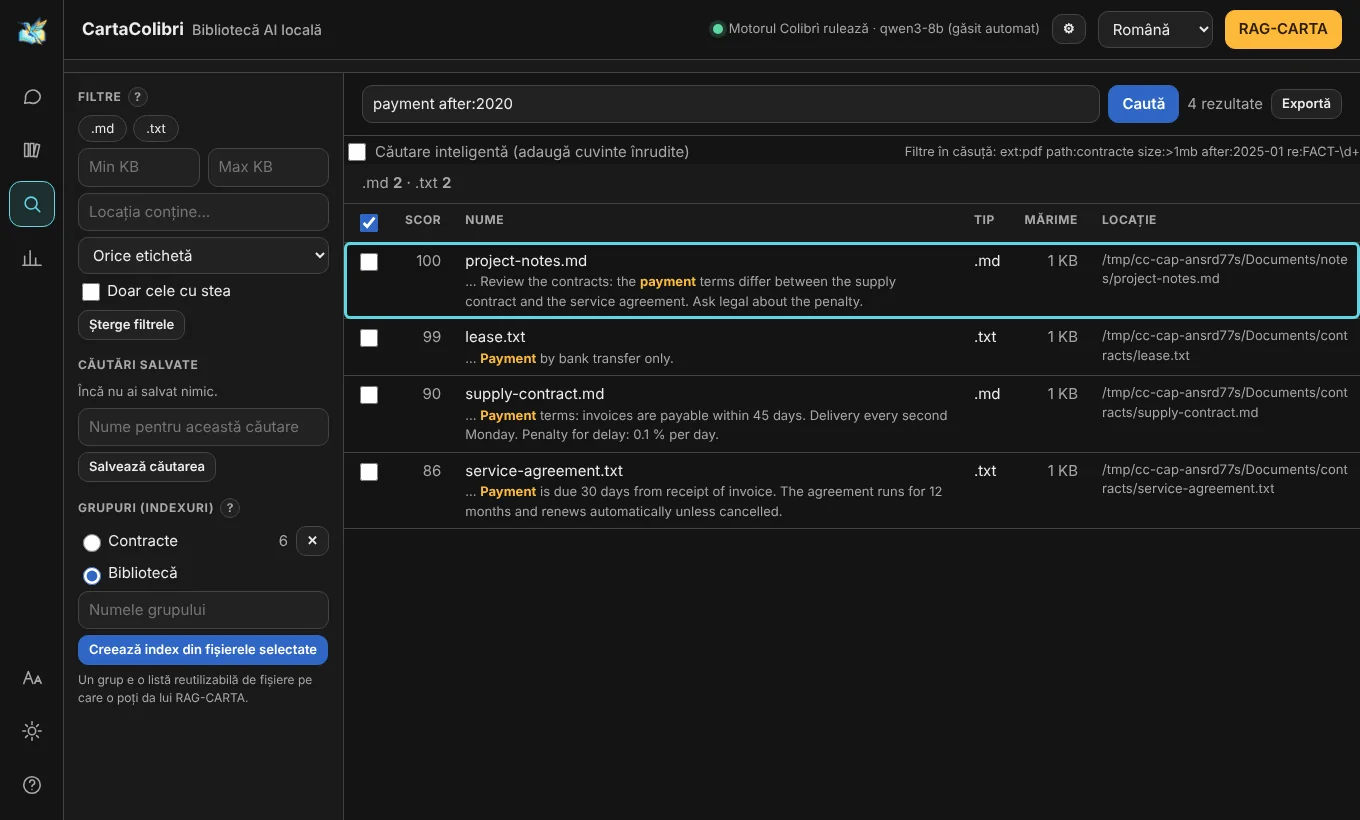 CartaColibri Bibliotecă AI locală
Motorul Colibri rulează · qwen3-8b (găsit automat)
Română
RAG-CARTA
FILTRE ?
.md .txt
Min KB Max KB
Locația conține...
Orice etichetă
Doar cele cu stea
Șterge filtrele
CĂUTĂRI SALVATE
Încă nu ai salvat nimic.
Nume pentru această căutare
Salvează căutarea
GRUPURI (INDEXURI) ?
Contracte 6 ✕
Bibliotecă
Numele grupului
Creează index din fișierele selectate
Un grup e o listă reutilizabilă de fișiere pe
care o poți da lui RAG-CARTA.
AA
payment after:2020
Caută
4 rezultate
Exportă
Căutare inteligentă (adaugă cuvinte înrudite)
Filtre în căsuță: ext:pdf path:contracte size:>1mb after:2025-01 re:FACT-\d+
.md 2 · .txt 2
SCOR NUME TIP MĂRIME LOCAȚIE
100 project-notes.md .md 1 KB /tmp/cc-cap-ansrd77s/Documents/note
s/project-notes.md
... Review the contracts: the payment terms differ between the supply
contract and the service agreement. Ask legal about the penalty.
99 lease.txt .txt 1 KB /tmp/cc-cap-ansrd77s/Documents/cont
racts/lease.txt
... Payment by bank transfer only.
90 supply-contract.md .md 1 KB /tmp/cc-cap-ansrd77s/Documents/cont
racts/supply-contract.md
... Payment terms: invoices are payable within 45 days. Delivery every second
Monday. Penalty for delay: 0.1 % per day.
86 service-agreement.txt .txt 1 KB /tmp/cc-cap-ansrd77s/Documents/cont
racts/service-agreement.txt
... Payment is due 30 days from receipt of invoice. The agreement runs for 12
months and renews automatically unless cancelled.